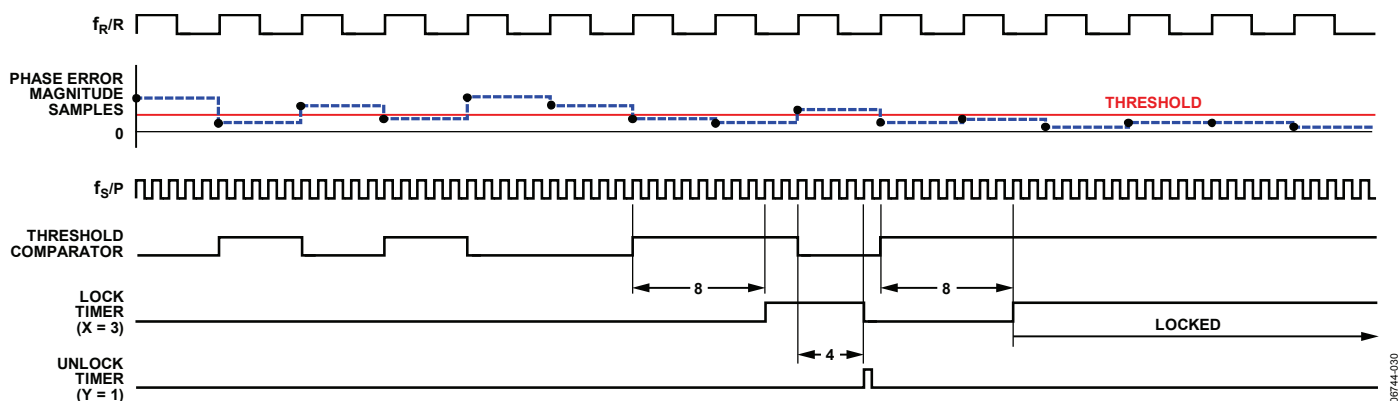 fR/R
PHASE ERROR
MAGNITUDE
SAMPLES
0
THRESHOLD
fS/P
THRESHOLD
COMPARATOR
8
8
LOCK
TIMER
(X = 3)
LOCKED
4
UNLOCK
TIMER
(Y = 1)
06744-030